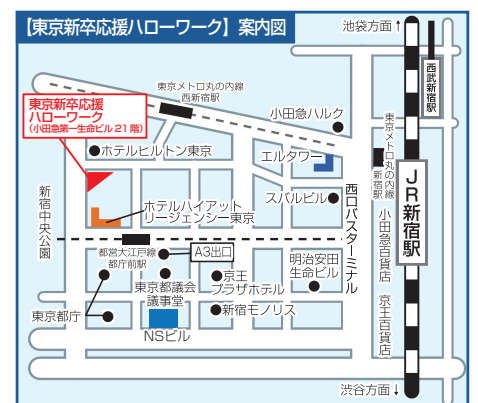 【東京新卒応援ハローワーク】案内図
池袋方面↑
西武新宿駅
東京メトロ丸の内線
西新宿駅
東京新卒応援
ハローワーク
(小田急第一生命ビル21階)
小田急ハルク
ホテルヒルトン東京
エルタワー
東京メトロ丸の内線
新宿駅
JR新宿駅
新宿中央公園
ホテルハイアット
リージェンシー東京
スバルビル
西口バスターミナル
小田急百貨店
都営大江戸線
都庁前駅
A3出口
明治安田
生命ビル
東京都議会
議事堂
京王
プラザホテル
京王百貨店
東京都庁
新宿モノリス
NSビル
渋谷方面↓